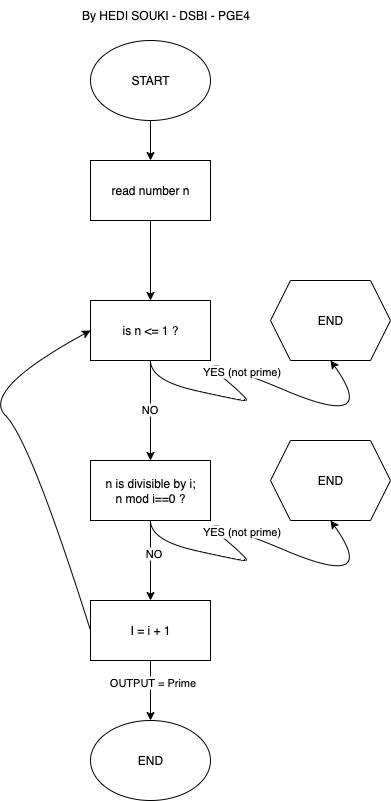 By HEDI SOUKI - DSBI - PGE4
START
read number n
is n <= 1 ?
END
YES (not prime)
NO
n is divisible by i;
n mod i==0 ?
END
YES (not prime)
NO
I = i + 1
OUTPUT = Prime
END